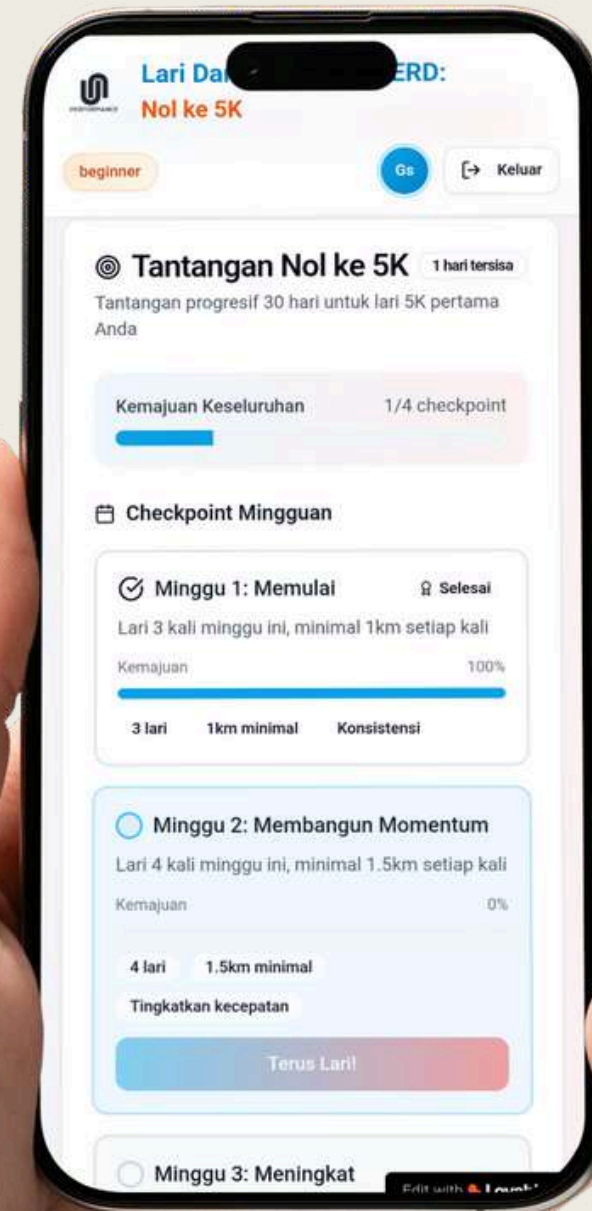 Lari Dar ERD:
Nol ke 5K
beginner
Gs
Keluar
Tantangan Nol ke 5K
1 hari tersisa
Tantangan progresif 30 hari untuk lari 5K pertama
Anda
Kemajuan Keseluruhan
1/4 checkpoint
Checkpoint Mingguan
Minggu 1: Memulai
Selesai
Lari 3 kali minggu ini, minimal 1km setiap kali
Kemajuan
100%
3 lari
1km minimal
Konsistensi
Minggu 2: Membangun Momentum
Lari 4 kali minggu ini, minimal 1.5km setiap kali
Kemajuan
0%
4 lari
1.5km minimal
Tingkatkan kecepatan
Terus Lari!
Minggu 3: Meningkat
Edit with